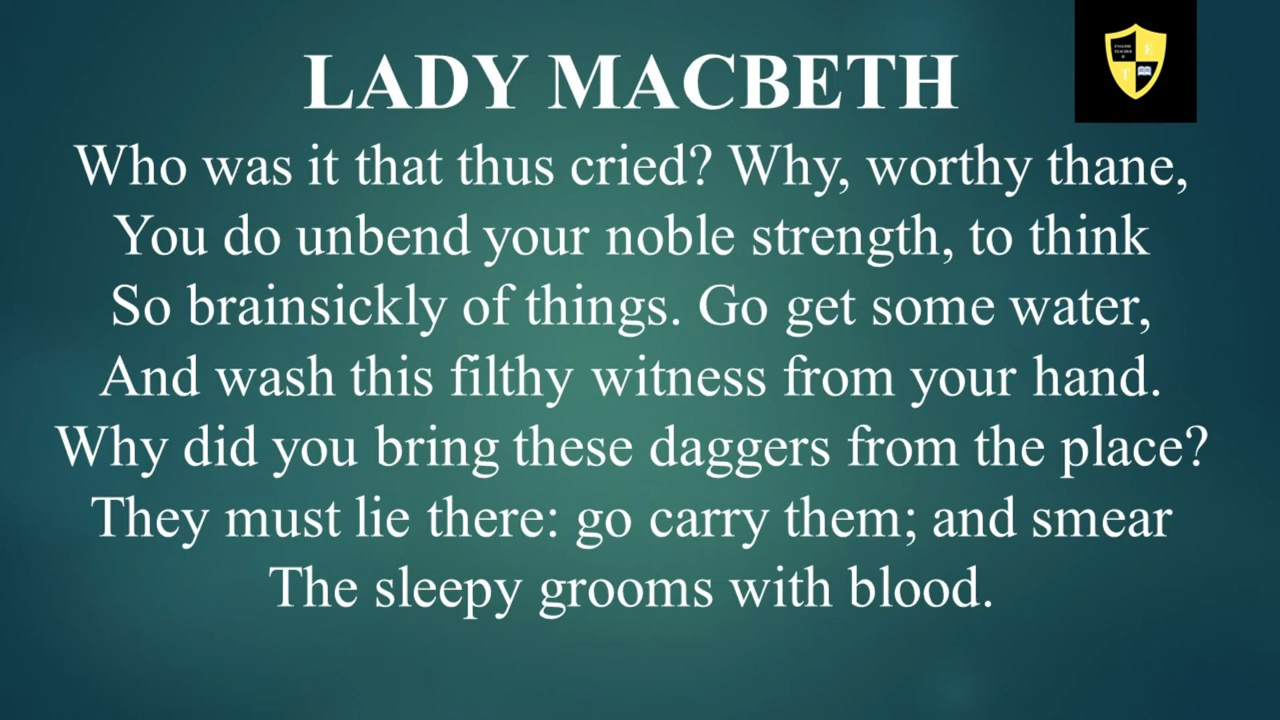 LADY MACBETH
Who was it that thus cried? Why, worthy thane,
You do unbend your noble strength, to think
So brainsickly of things. Go get some water,
And wash this filthy witness from your hand.
Why did you bring these daggers from the place?
They must lie there: go carry them; and smear
The sleepy grooms with blood.
ENGLISH
TEACHER
E
T